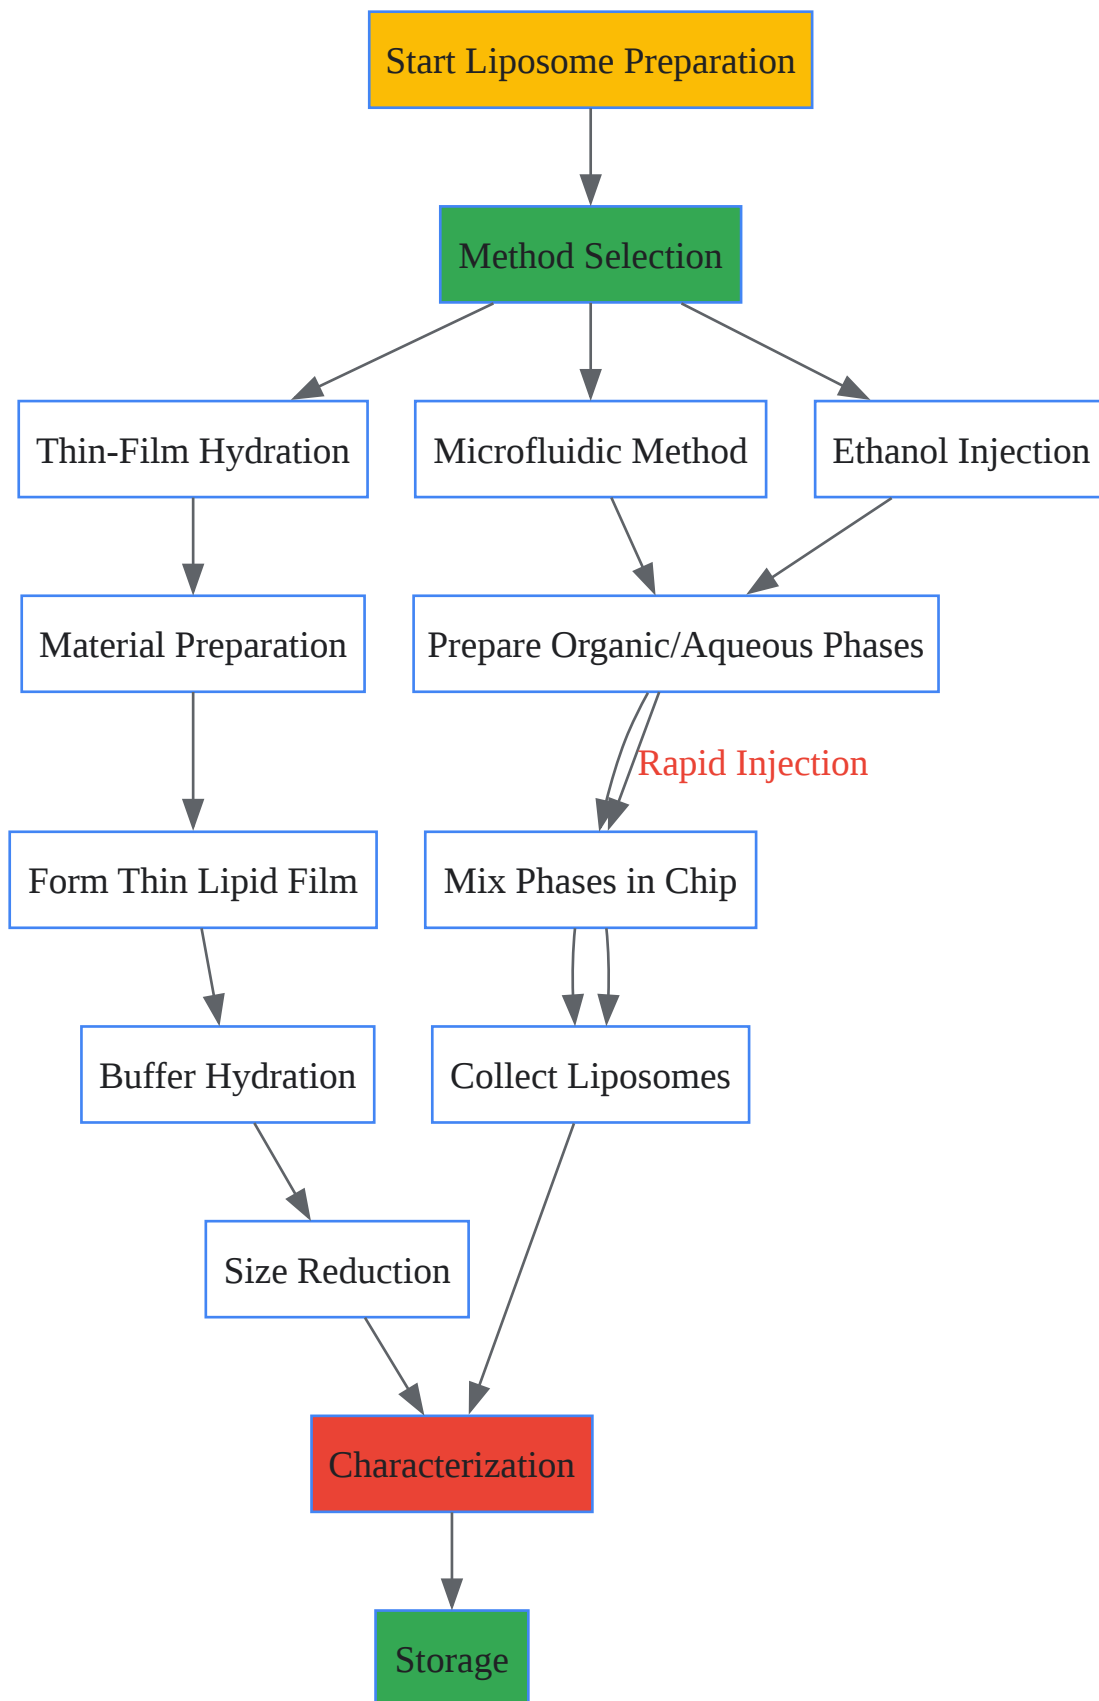 Start Liposome Preparation
Method Selection
Thin-Film Hydration
Microfluidic Method
Ethanol Injection
Material Preparation
Prepare Organic/Aqueous Phases
Rapid Injection
Form Thin Lipid Film
Mix Phases in Chip
Buffer Hydration
Collect Liposomes
Size Reduction
Characterization
Storage